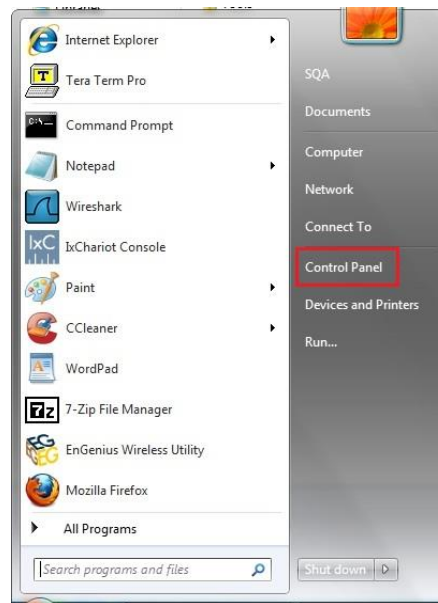 Internet Explorer
Tera Term Pro
Command Prompt
Notepad
Wireshark
IxChariot Console
Paint
CCleaner
WordPad
7-Zip File Manager
EnGenius Wireless Utility
Mozilla Firefox
All Programs
Search programs and files
SQA
Documents
Computer
Network
Connect To
Control Panel
Devices and Printers
Run...
Shut down